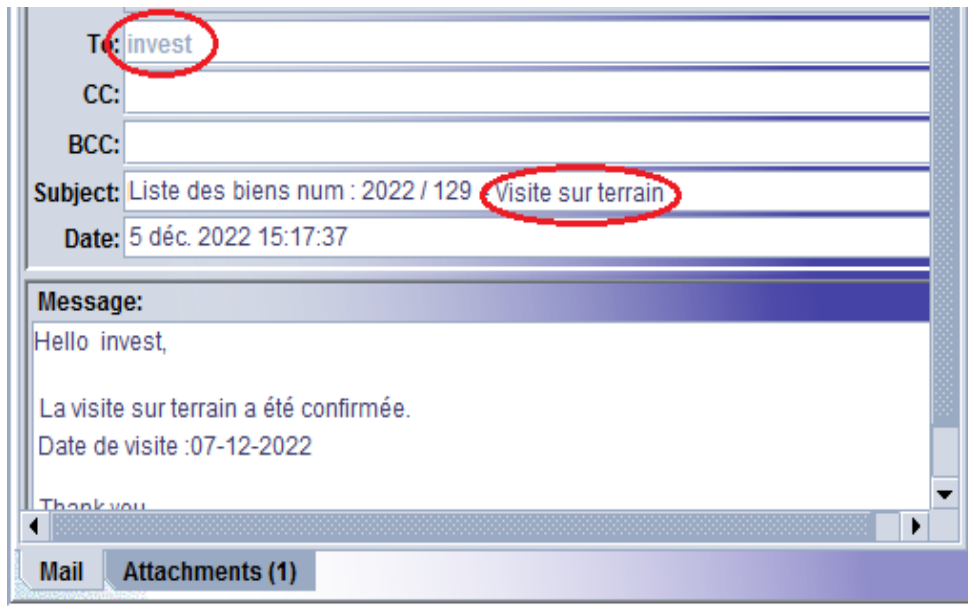 To: invest
CC:
BCC:
Subject: Liste des biens num : 2022 / 129 - Visite sur terrain
Date: 5 déc. 2022 15:17:37
Message:
Hello invest,
La visite sur terrain a été confirmée.
Date de visite :07-12-2022
Thank you
Mail Attachments (1)